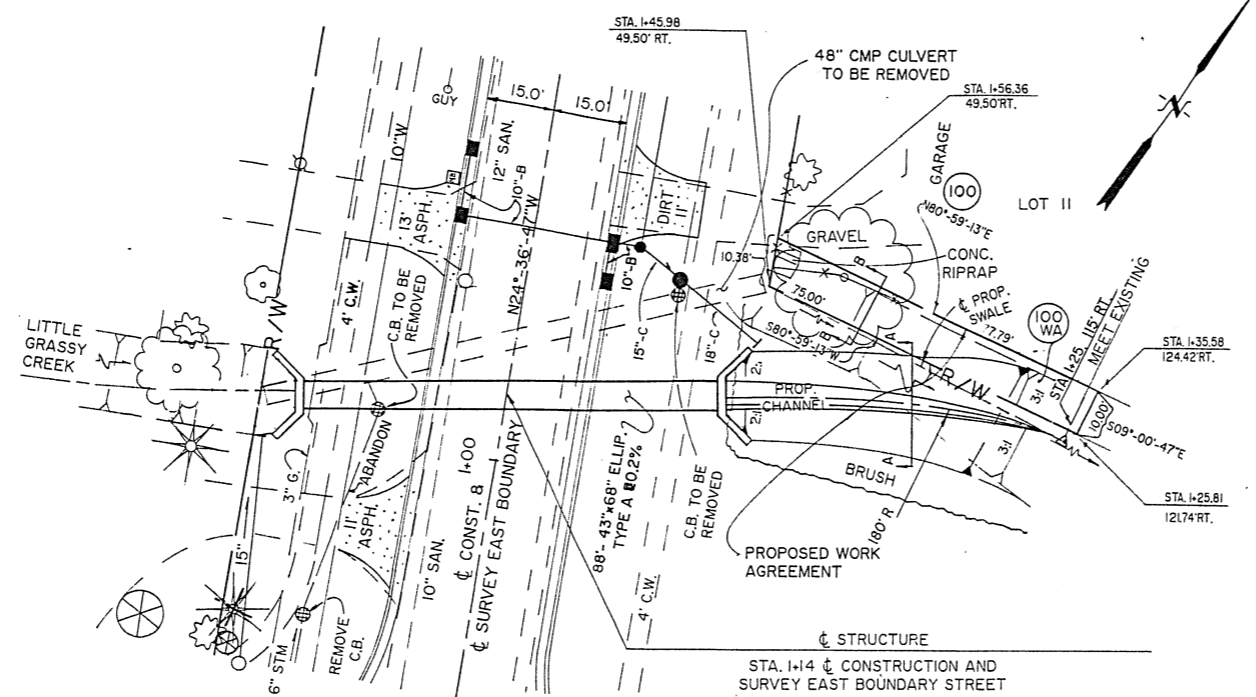 STA. 1+45.98
49.50' RT.
48" CMP CULVERT
TO BE REMOVED
STA. 1+56.36
49.50'RT.
GUY
15.0'
15.0'
10"W
12" SAN.
10"-B
MB
13'
ASPH.
N24°-36'-47"W
DIRT
11'
GARAGE
100
N80°-59'-13"E
LOT 11
N
GRAVEL
CONC.
RIPRAP
10.38'
75.00'
B
B
℄ PROP.
SWALE
77.79'
100
WA
STA. 1+25, 115' RT.
MEET EXISTING
STA. 1+35.58
124.42'RT.
R/W
4' C.W.
C.B. TO BE
REMOVED
10"-B
15"-C
18"-C
S80°-59'-13"W
LITTLE
GRASSY
CREEK
A
R/W
2:1
PROP.
CHANNEL
2:1
3:1
3:1
10.00'
S09°-00'-47"E
A
BRUSH
180' R
STA. 1+25.81
121.74'RT.
3" G.
ABANDON
11'
ASPH.
10" SAN.
℄ CONST. & 1+00
℄ SURVEY EAST BOUNDARY
88'- 43"x68" ELLIP.
C.B. TO BE
REMOVED
4' C.W.
PROPOSED WORK
AGREEMENT
15"
6" STM
REMOVE
C.B.
℄ STRUCTURE
STA. 1+14 ℄ CONSTRUCTION AND
SURVEY EAST BOUNDARY STREET